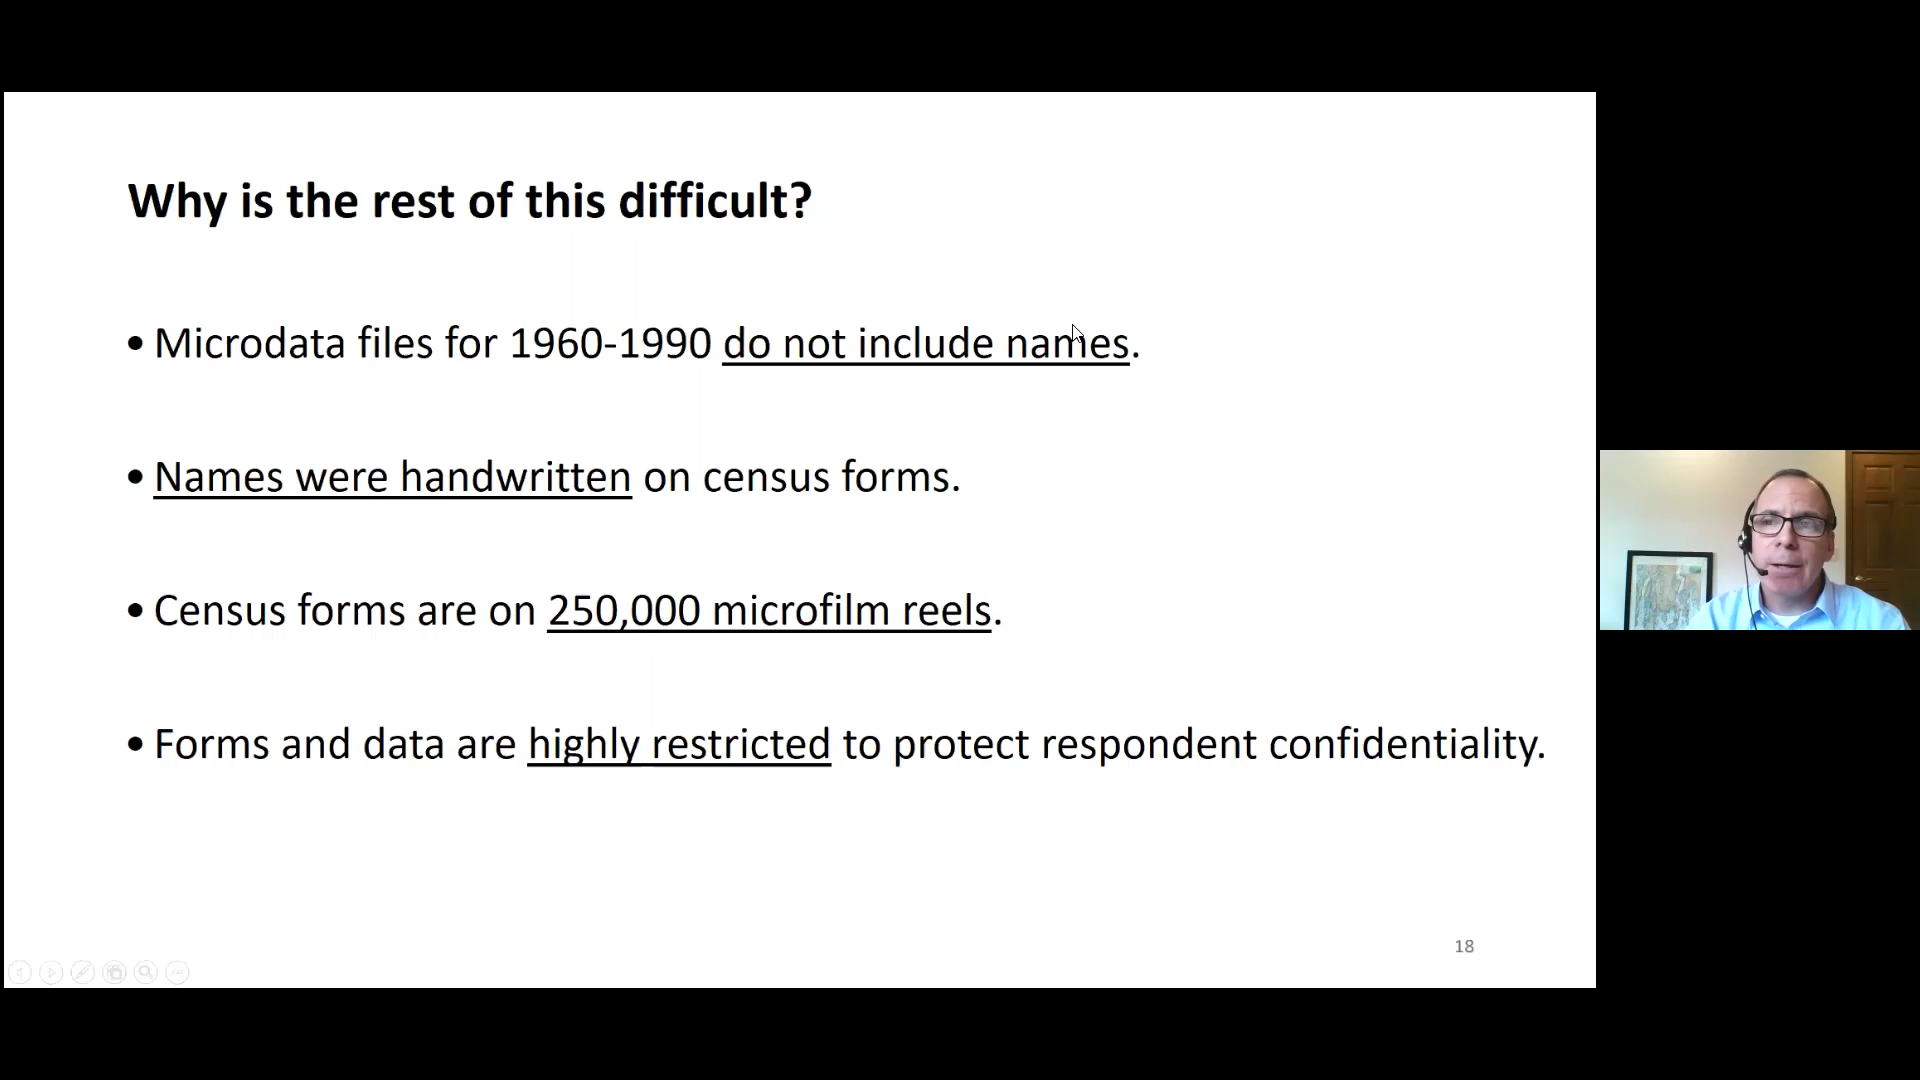 Why is the rest of this difficult?
• Microdata files for 1960-1990 do not include names.
• Names were handwritten on census forms.
• Census forms are on 250,000 microfilm reels.
• Forms and data are highly restricted to protect respondent confidentiality.
18